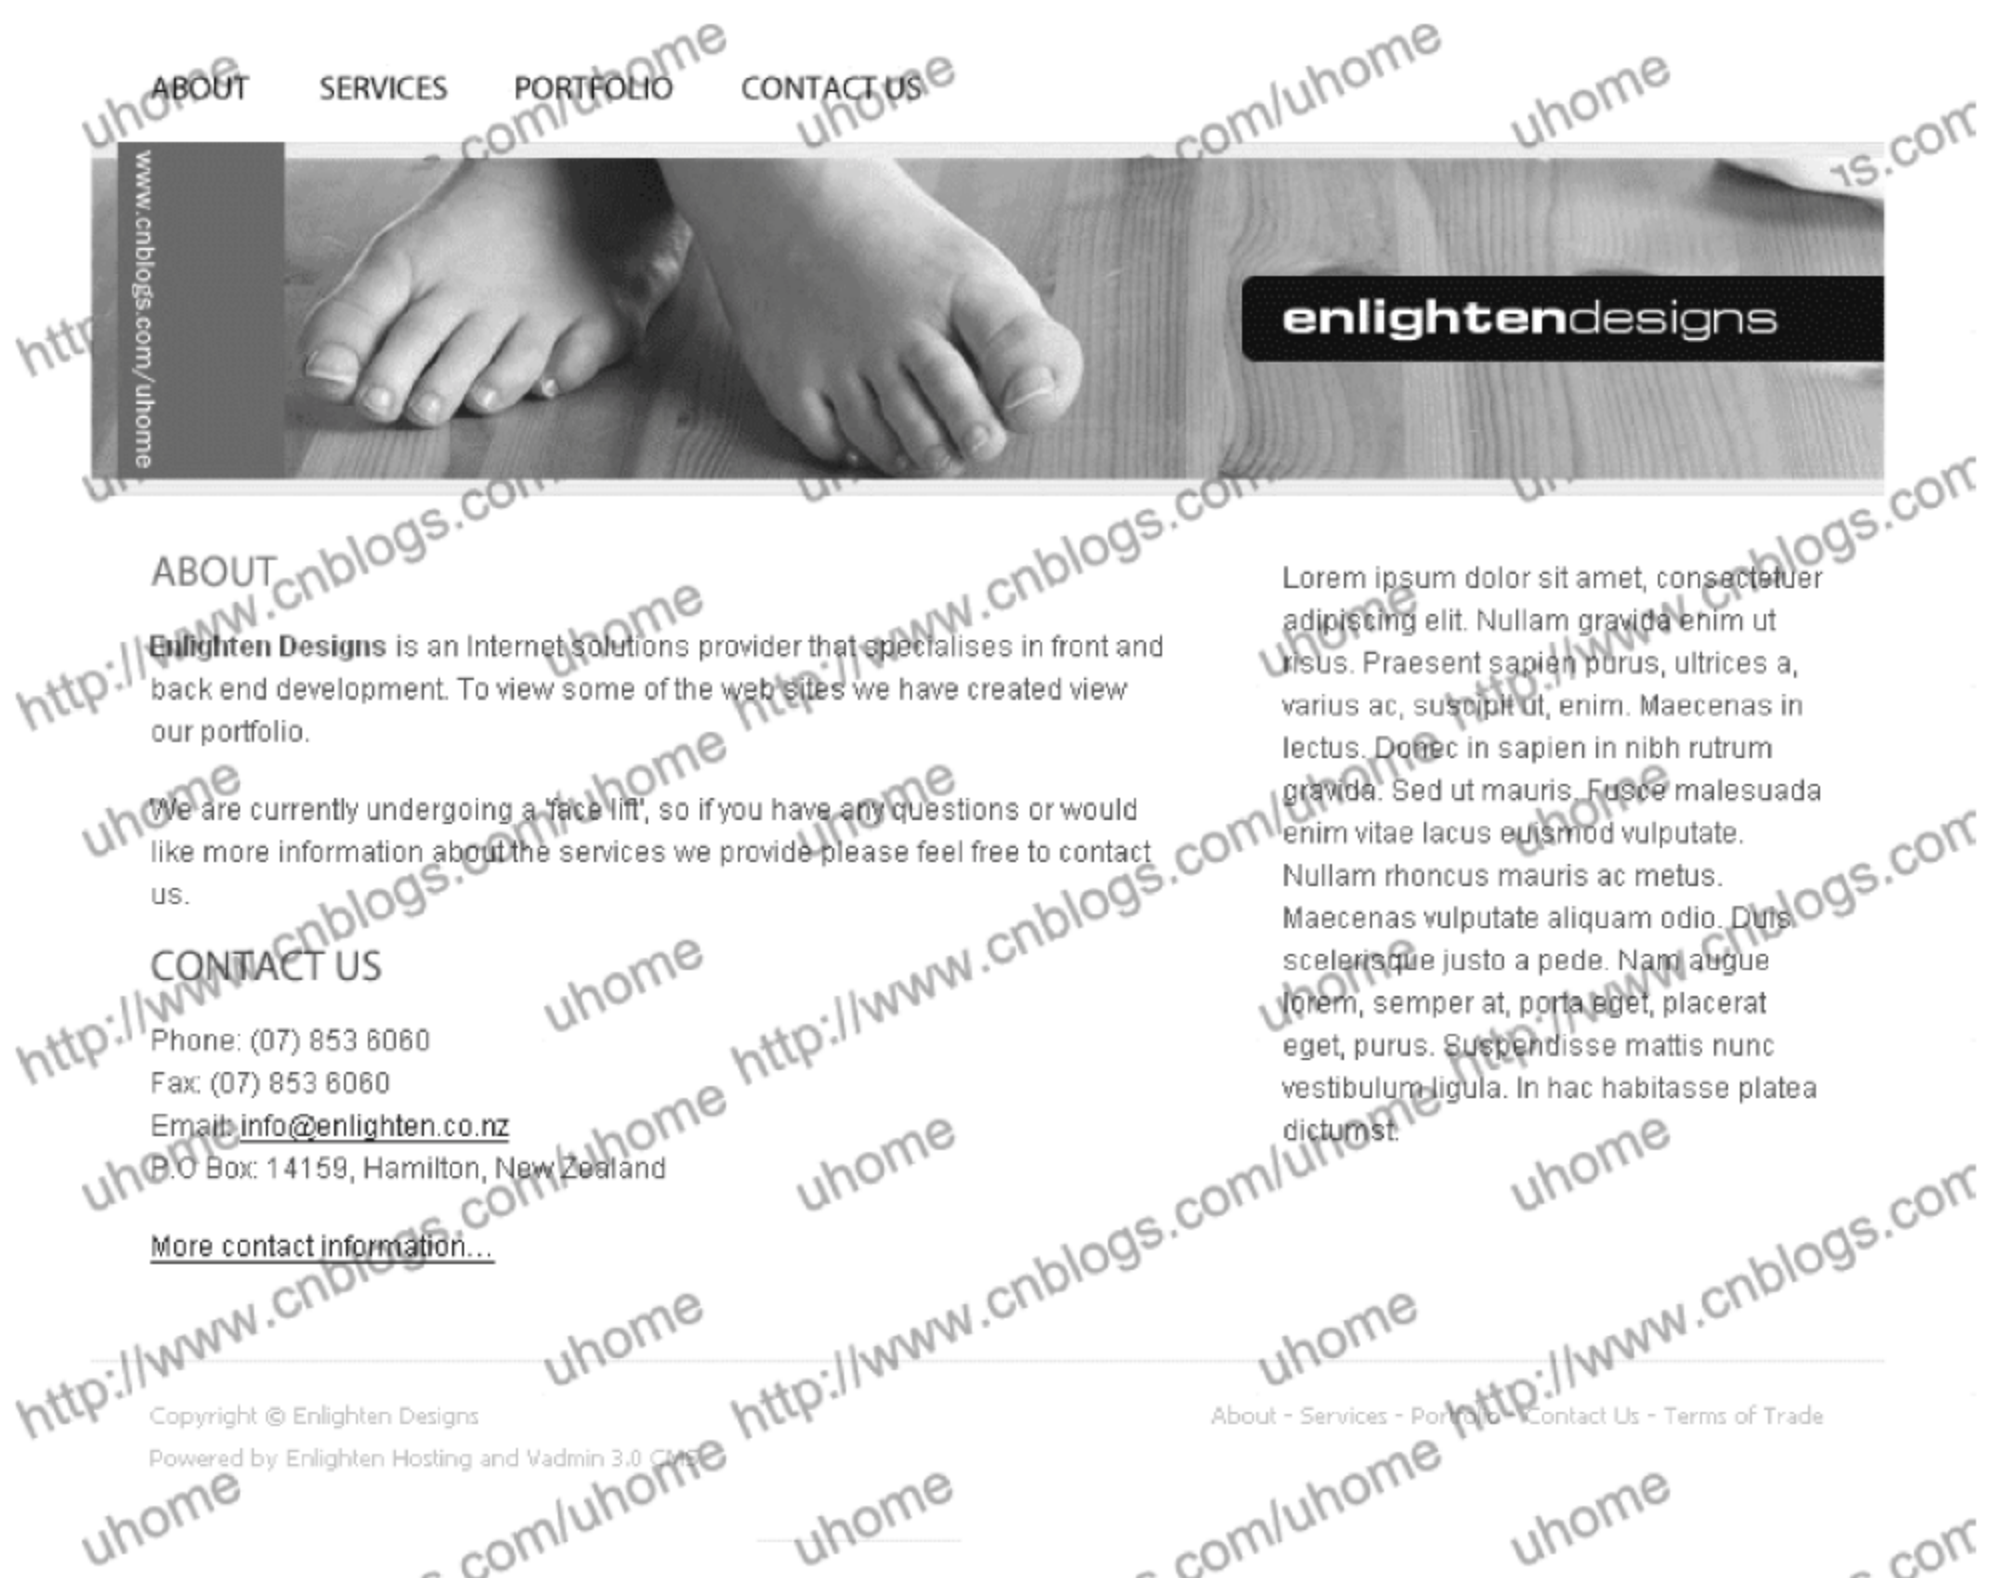 ABOUT SERVICES PORTFOLIO CONTACT US
www.cnblogs.com/uhome
enlightendesigns
ABOUT
Enlighten Designs is an Internet solutions provider that specialises in front and
back end development. To view some of the web sites we have created view
our portfolio.
We are currently undergoing a 'face lift', so if you have any questions or would
like more information about the services we provide please feel free to contact
us.
CONTACT US
Phone: (07) 853 6060
Fax: (07) 853 6060
Email: info@enlighten.co.nz
P.O Box: 14159, Hamilton, New Zealand
More contact information...
Lorem ipsum dolor sit amet, consectetuer
adipiscing elit. Nullam gravida enim ut
risus. Praesent sapien purus, ultrices a,
varius ac, suscipit ut, enim. Maecenas in
lectus. Donec in sapien in nibh rutrum
gravida. Sed ut mauris. Fusce malesuada
enim vitae lacus euismod vulputate.
Nullam rhoncus mauris ac metus.
Maecenas vulputate aliquam odio. Duis
scelerisque justo a pede. Nam augue
lorem, semper at, porta eget, placerat
eget, purus. Suspendisse mattis nunc
vestibulum ligula. In hac habitasse platea
dictumst.
Copyright © Enlighten Designs
Powered by Enlighten Hosting and Vadmin 3.0 CMS
About - Services - Portfolio - Contact Us - Terms of Trade
http://www.cnblogs.com/uhome